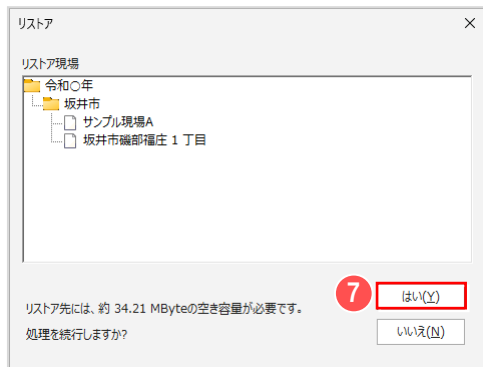 リストア
リストア現場
令和○年
坂井市
サンプル現場A
坂井市磯部福庄 1 丁目
7
はい(Y)
リストア先には、約 34.21 MByteの空き容量が必要です。
処理を続行しますか?
いいえ(N)